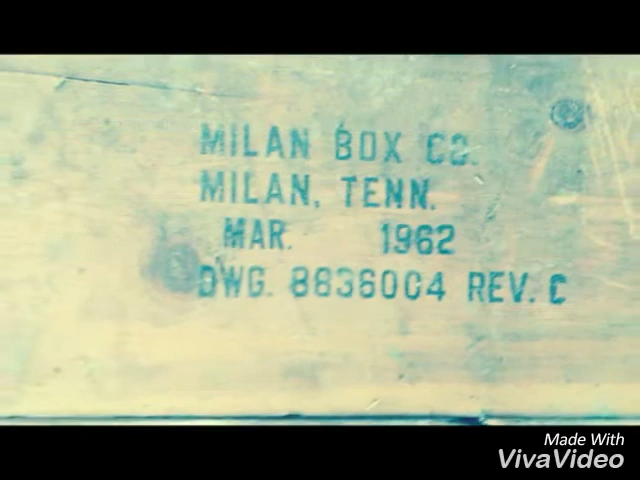 MILAN BOX CO.
MILAN, TENN.
MAR. 1962
DWG. 8836004 REV. C
Made With
VivaVideo